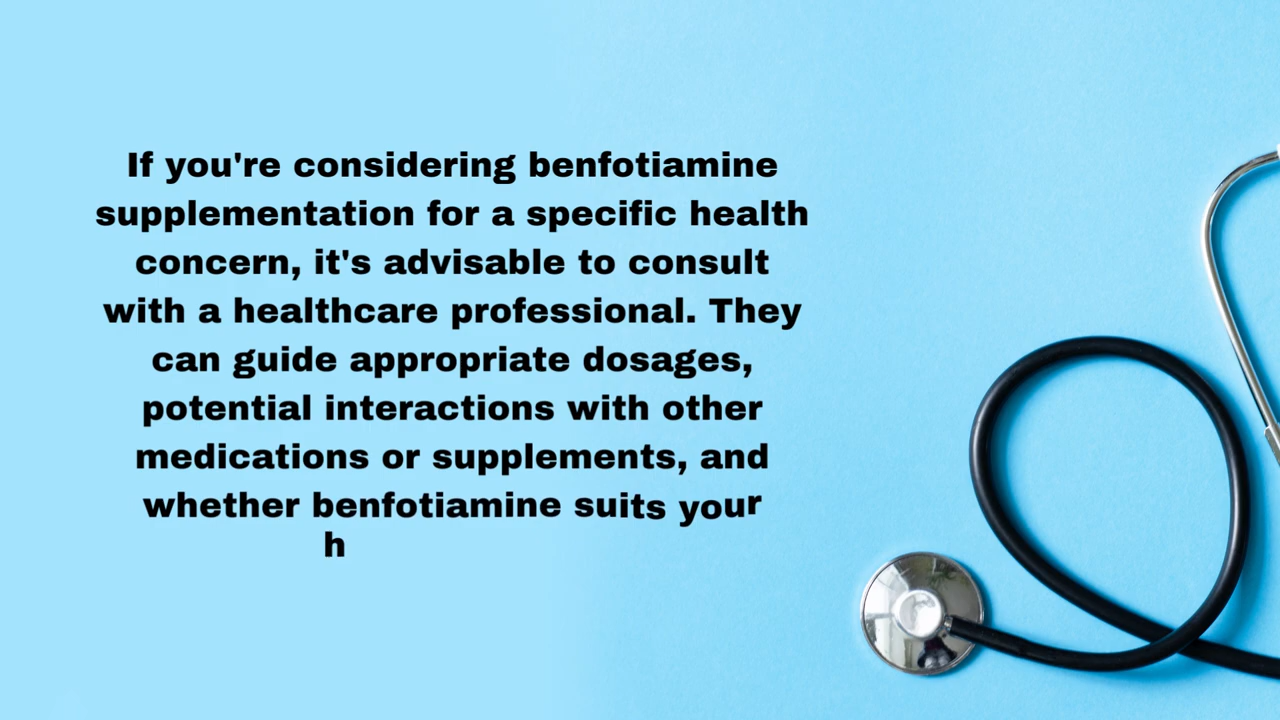 If you're considering benfotiamine
supplementation for a specific health
concern, it's advisable to consult
with a healthcare professional. They
can guide appropriate dosages,
potential interactions with other
medications or supplements, and
whether benfotiamine suits your
h